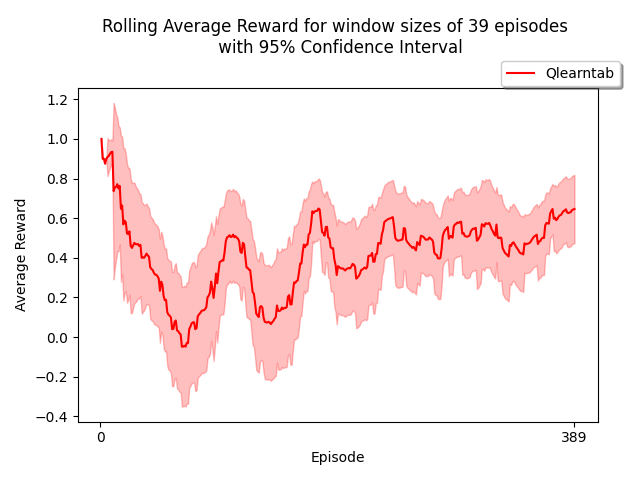 Rolling Average Reward for window sizes of 39 episodes
with 95% Confidence Interval
Qlearntab
1.2
1.0
0.8
0.6
0.4
0.2
0.0
−0.2
−0.4
Average Reward
0
389
Episode